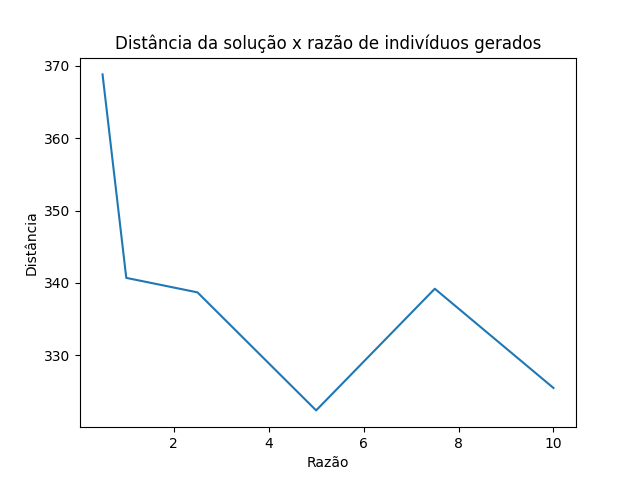 Distância da solução x razão de indivíduos gerados
370
360
350
340
330
Distância
2 4 6 8 10
Razão